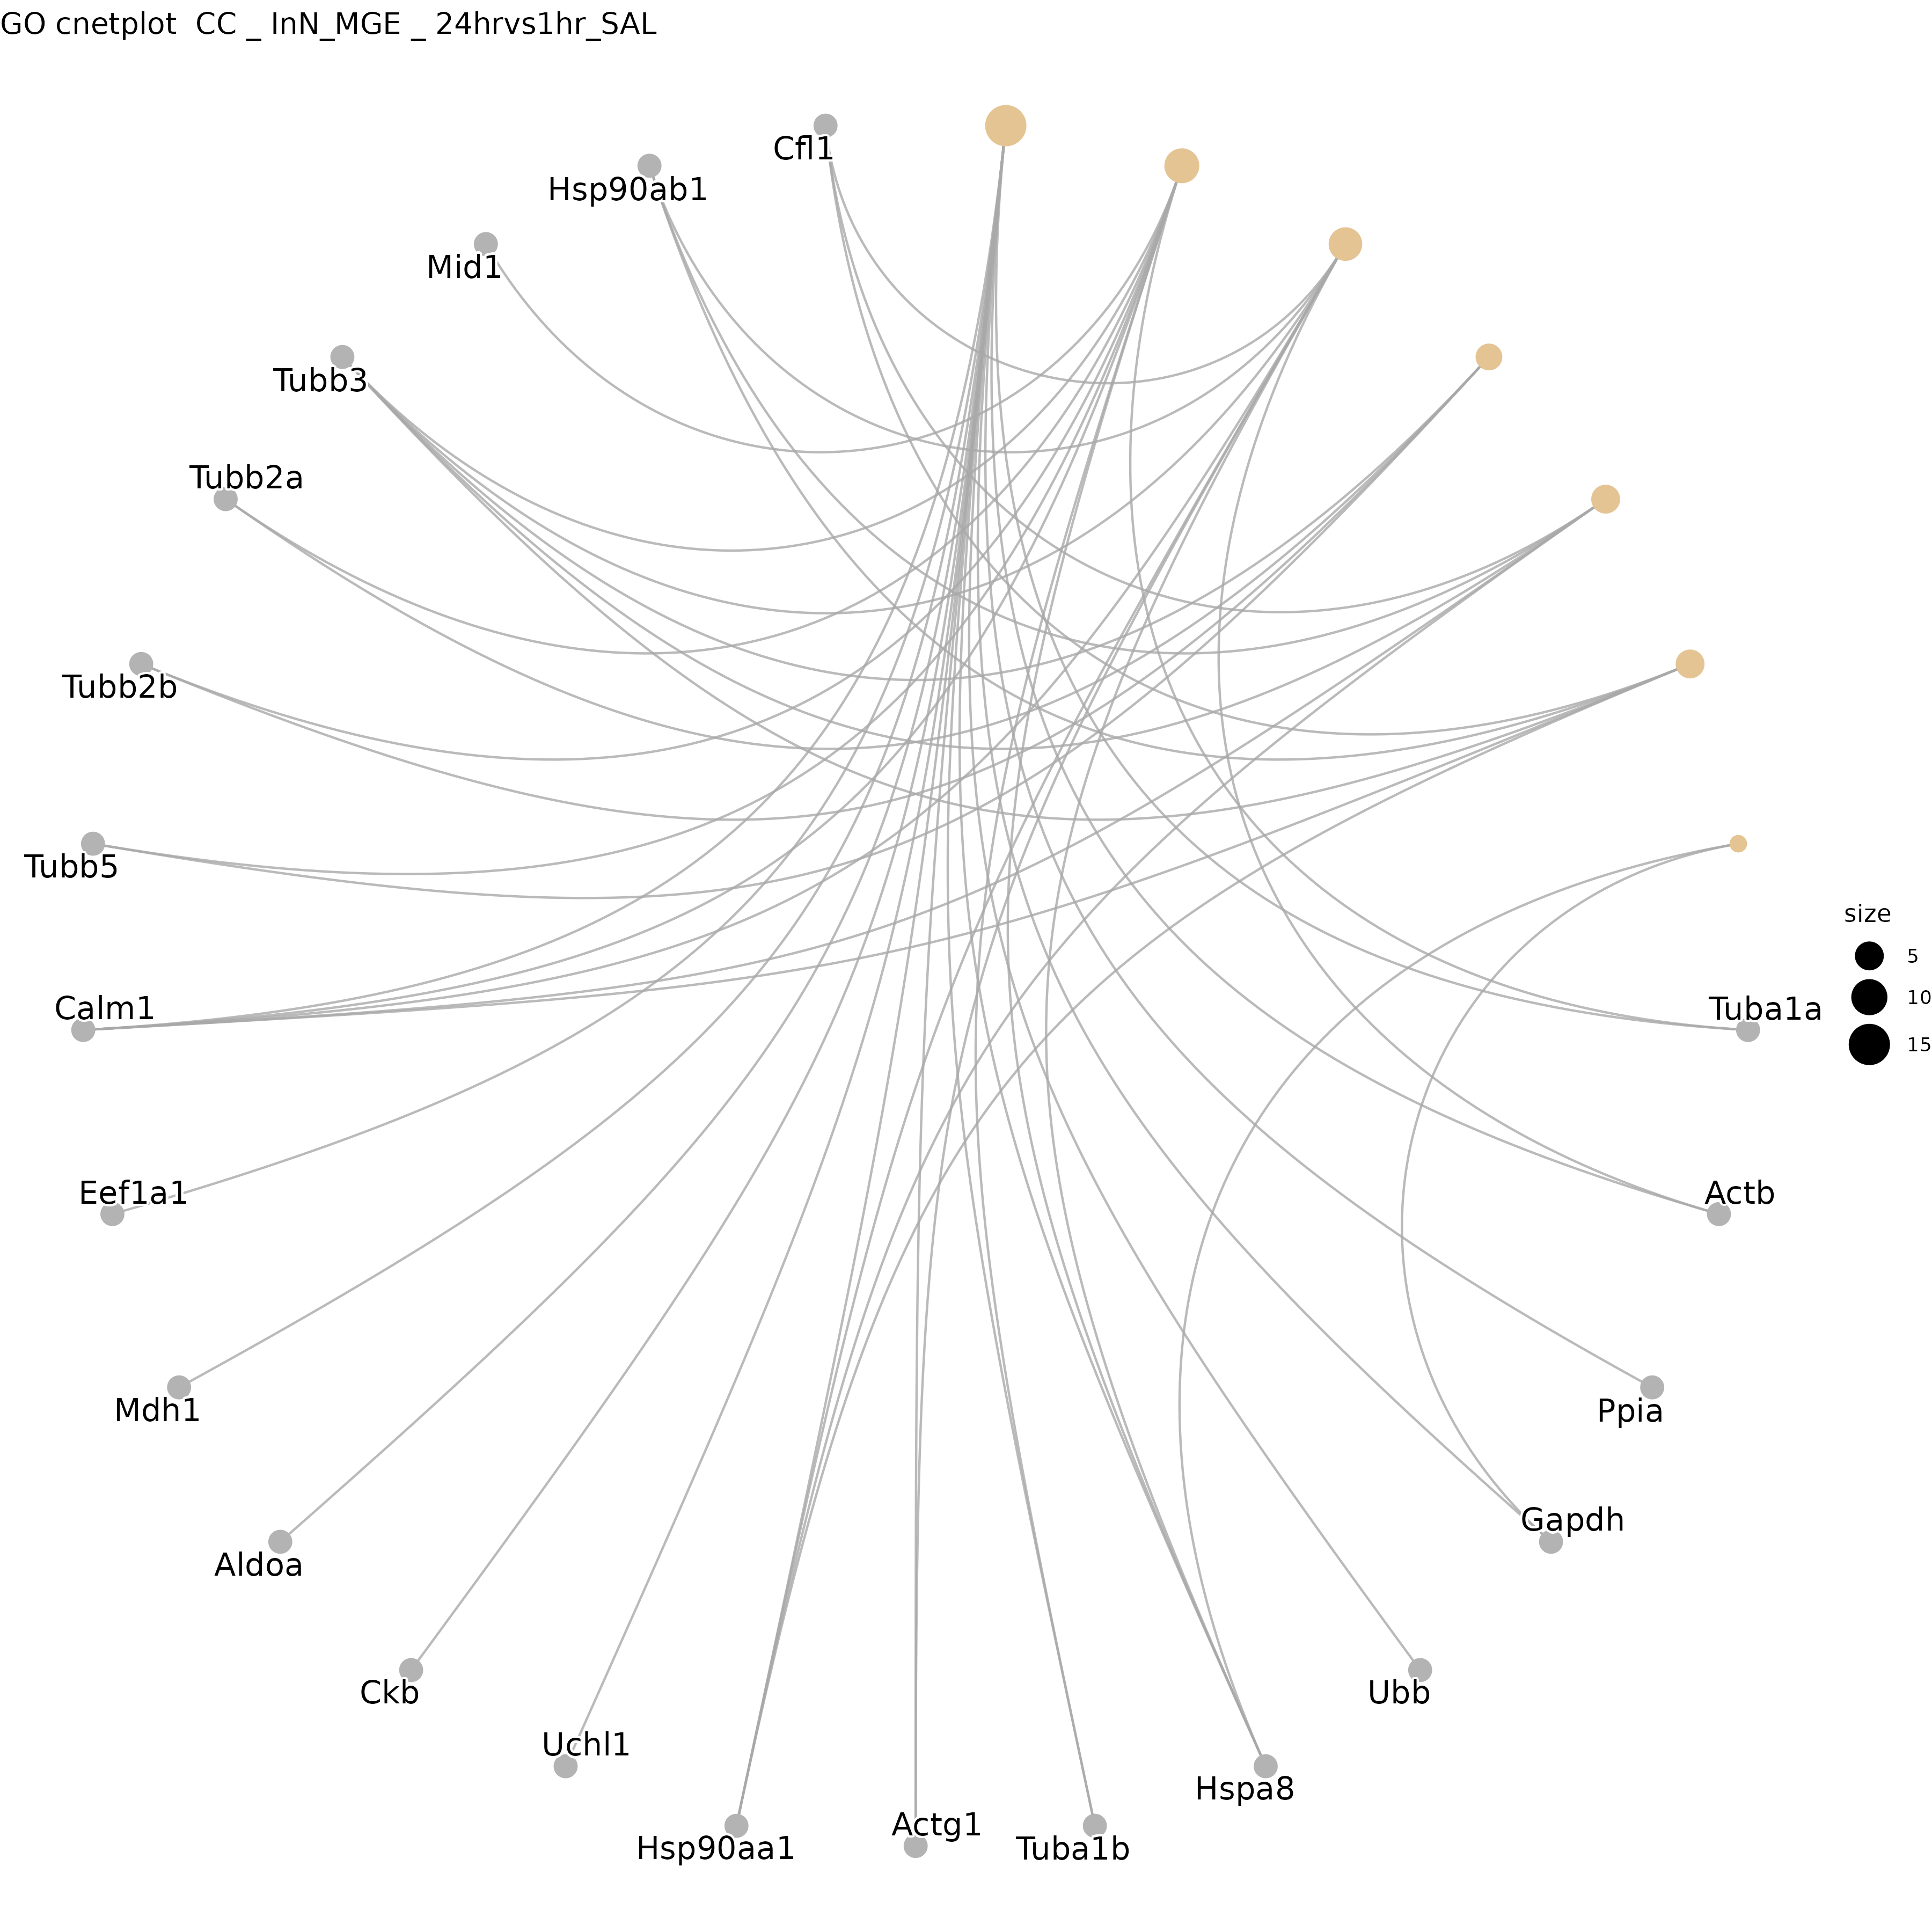 GO cnetplot  CC _ InN_MGE _ 24hrvs1hr_SAL
Cfl1
Hsp90ab1
Mid1
Tubb3
Tubb2a
Tubb2b
Tubb5
size
5
10
15
Calm1
Tuba1a
Eef1a1
Actb
Mdh1
Ppia
Gapdh
Aldoa
Ckb
Ubb
Uchl1
Hspa8
Actg1
Hsp90aa1
Tuba1b